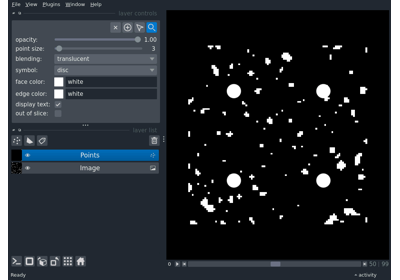 File View Plugins Window Help
layer controls
opacity: 1.00
point size: 3
blending: translucent
symbol: disc
face color: white
edge color: white
display text:
out of slice:
layer list
Points
Image
50 99
Ready
activity